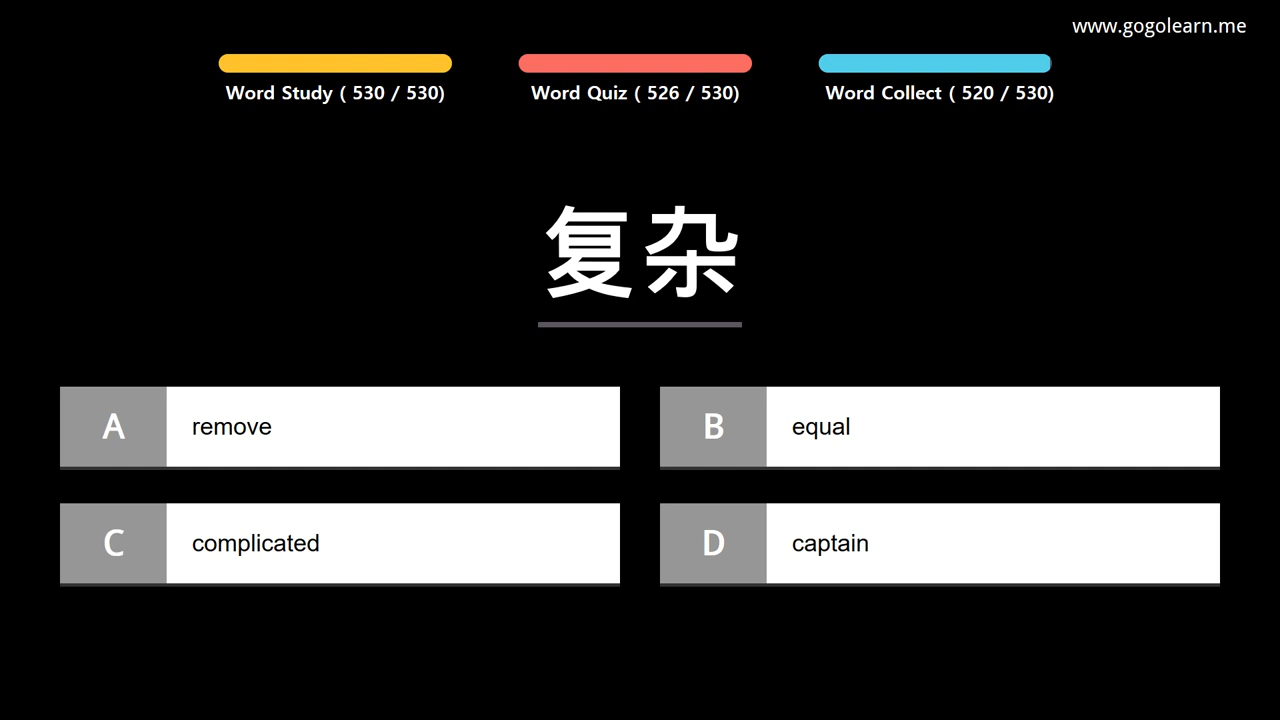 www.gogolearn.me
Word Study ( 530 / 530)
Word Quiz ( 526 / 530)
Word Collect ( 520 / 530)
复杂
A remove
B equal
C complicated
D captain